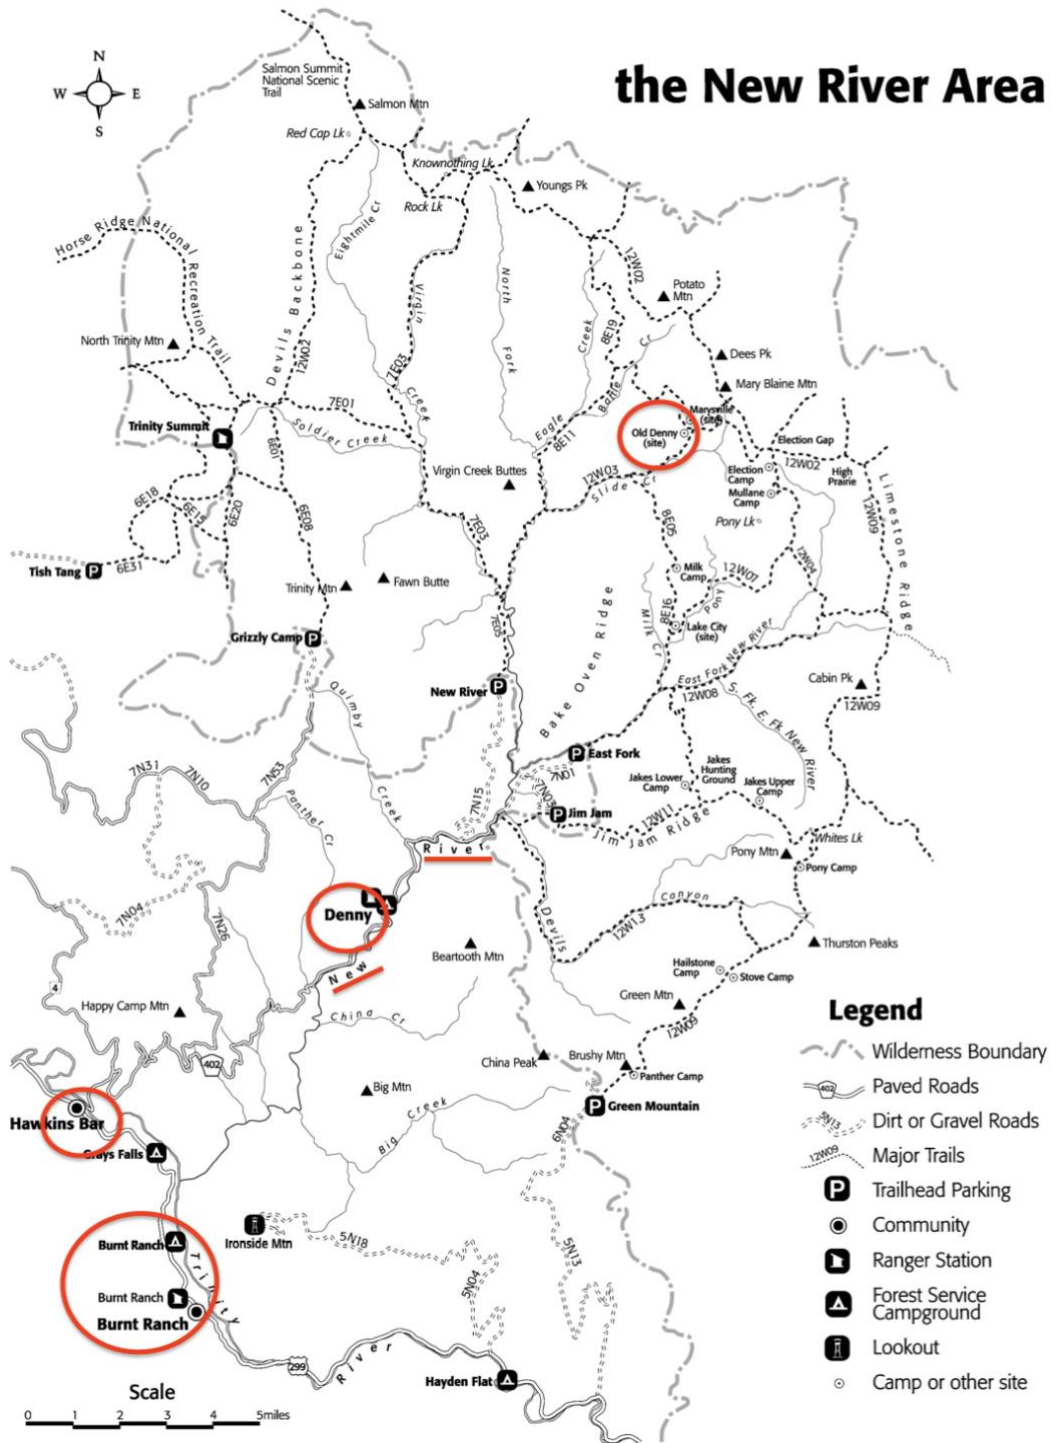 the New River Area
N
W
E
S
Salmon Summit
National Scenic
Trail
Salmon Mtn
Red Cap Lk
Knownothing Lk
Youngs Pk
Rock Lk
Eightmile Cr
Horse Ridge National
Recreation Trail
Devils Backbone
12W02
Virgin
Creek
7E03
North
Fork
12W02
Potato
Mtn
North Trinity Mtn
Creek
Eagle
8E19
Battle
Cr
Dees Pk
Mary Blaine Mtn
7E01
Soldier Creek
Trinity Summit
6E01
8E11
Marysville
(site)
Old Denny
(site)
Election Gap
12W02
High
Prairie
Virgin Creek Buttes
12W03
Slide Cr
Election
Camp
Mullane
Camp
Limestone Ridge
6E18
6E15
6E20
6E08
7E03
8E05
Pony Lk
12W09
Tish Tang
6E31
Trinity Mtn
Fawn Butte
Milk
Camp
12W07
12W04
Pony
7E05
Bake Oven Ridge
Milk Cr
8E16
Lake City
(site)
Grizzly Camp
East Fork New River
12W08
New River
Quimby
Creek
S. Fk. E. Fk New River
Cabin Pk
12W09
7N31
7N10
7N53
East Fork
7N01
7N03
7N15
Jakes Lower
Camp
Jakes
Hunting
Ground
Jakes Upper
Camp
Panther Cr
Jim Jam
Jim Jam Ridge
12W11
River
Whites Lk
Pony Mtn
Pony Camp
7N04
7N26
Denny
New
Canyon
12W13
Devils
Thurston Peaks
Beartooth Mtn
Hailstone
Camp
Stove Camp
4
Happy Camp Mtn
China Cr
Green Mtn
12W09
402
China Peak
Brushy Mtn
Panther Camp
Big Mtn
Big Creek
Green Mountain
6N04
Hawkins Bar
Grays Falls
Burnt Ranch
Burnt Ranch
Burnt Ranch
Trinity
River
Ironside Mtn
5N18
5N04
5N13
299
Hayden Flat
Scale
0 1 2 3 4 5miles
Legend
Wilderness Boundary
402
Paved Roads
5N13
Dirt or Gravel Roads
12W09
Major Trails
P
Trailhead Parking
Community
Ranger Station
Forest Service
Campground
Lookout
Camp or other site